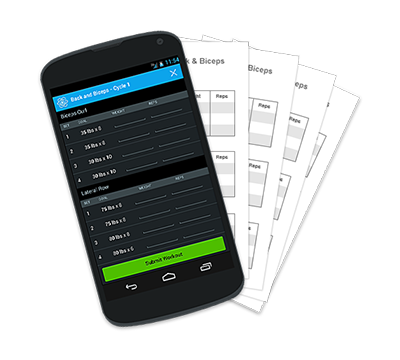 11:54
Back and Biceps - Cycle 1
Biceps Curl
SET GOAL WEIGHT REPS
1 35 lbs x 8
2 35 lbs x 8
3 30 lbs x 10
4 30 lbs x 10
Lateral Row
SET GOAL WEIGHT REPS
1 75 lbs x 8
2 75 lbs x 8
3 80 lbs x 6
4 80 lbs x 6
Submit Workout
k & Biceps
Reps
Biceps
Reps
Reps
Reps
Reps